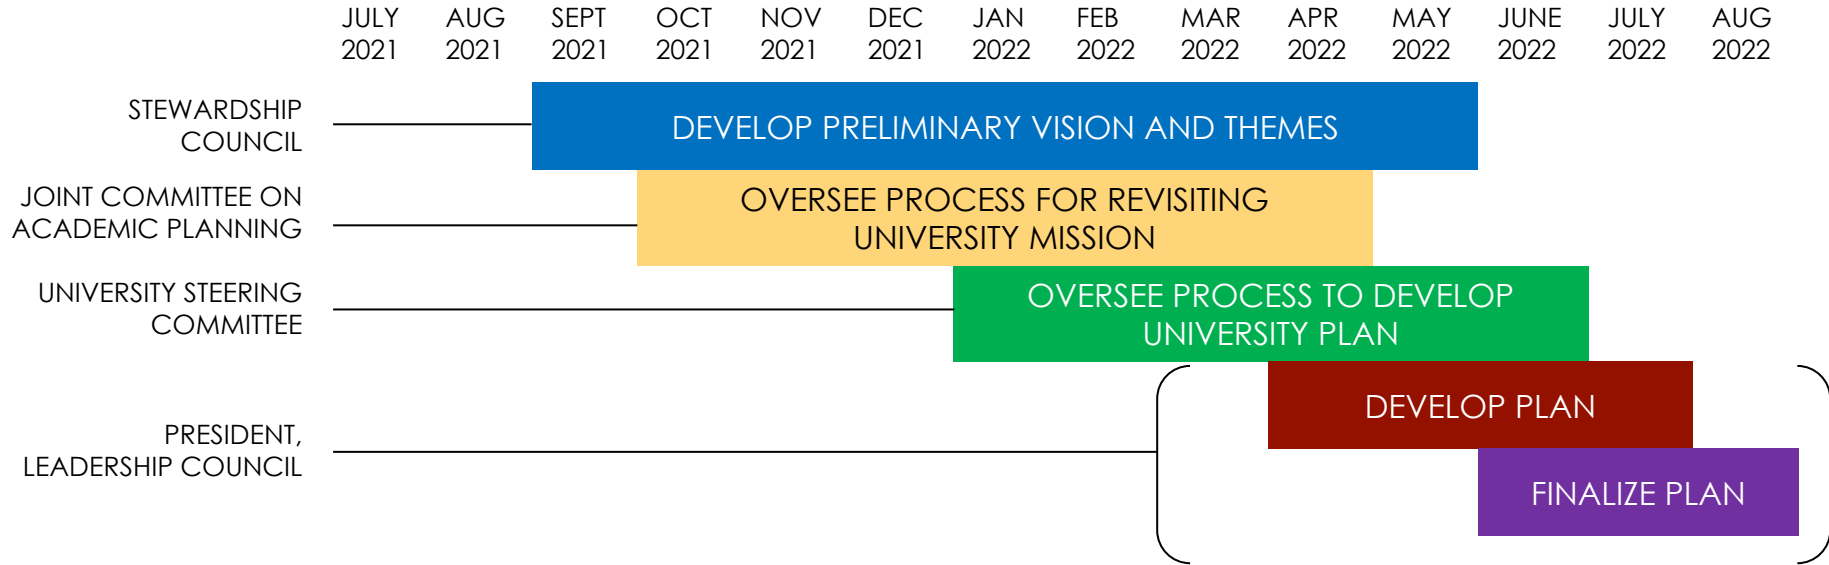 JULY AUG SEPT OCT NOV DEC JAN FEB MAR APR MAY JUNE JULY AUG
2021 2021 2021 2021 2021 2021 2022 2022 2022 2022 2022 2022 2022 2022
STEWARDSHIP
COUNCIL
DEVELOP PRELIMINARY VISION AND THEMES
JOINT COMMITTEE ON
ACADEMIC PLANNING
OVERSEE PROCESS FOR REVISITING
UNIVERSITY MISSION
UNIVERSITY STEERING
COMMITTEE
OVERSEE PROCESS TO DEVELOP
UNIVERSITY PLAN
PRESIDENT,
LEADERSHIP COUNCIL
DEVELOP PLAN
FINALIZE PLAN